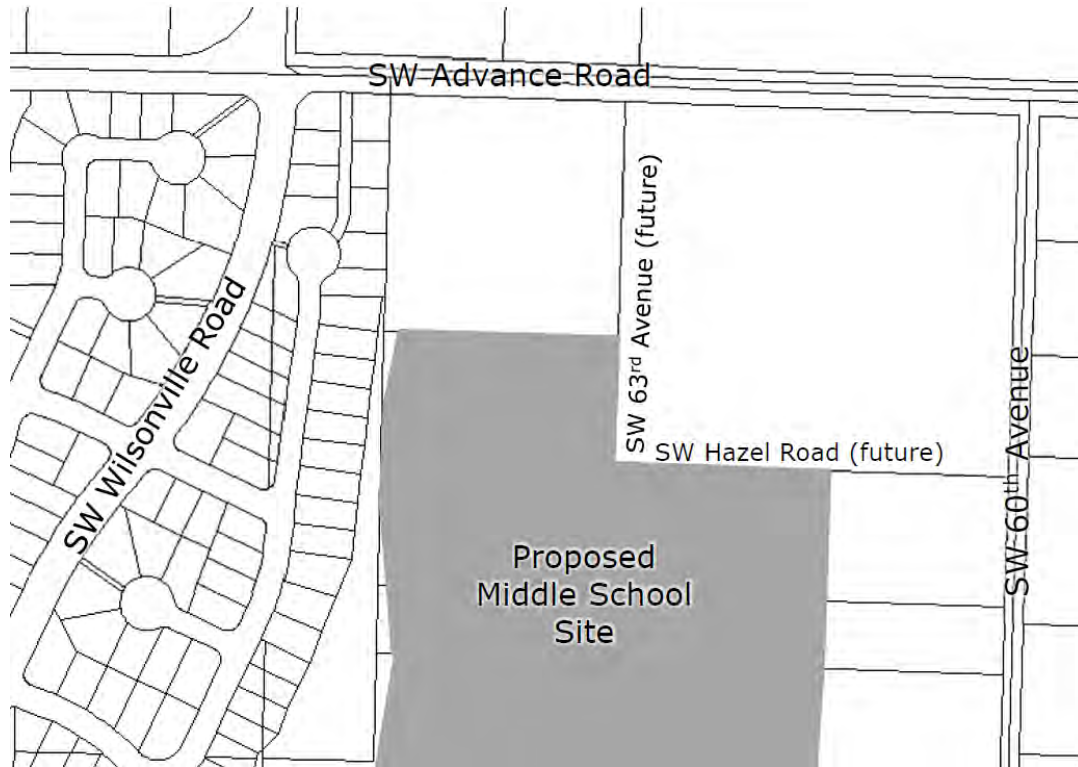 SW Advance Road
SW 63rd Avenue (future)
SW Hazel Road (future)
SW Wilsonville Road
SW 60th Avenue
Proposed
Middle School
Site